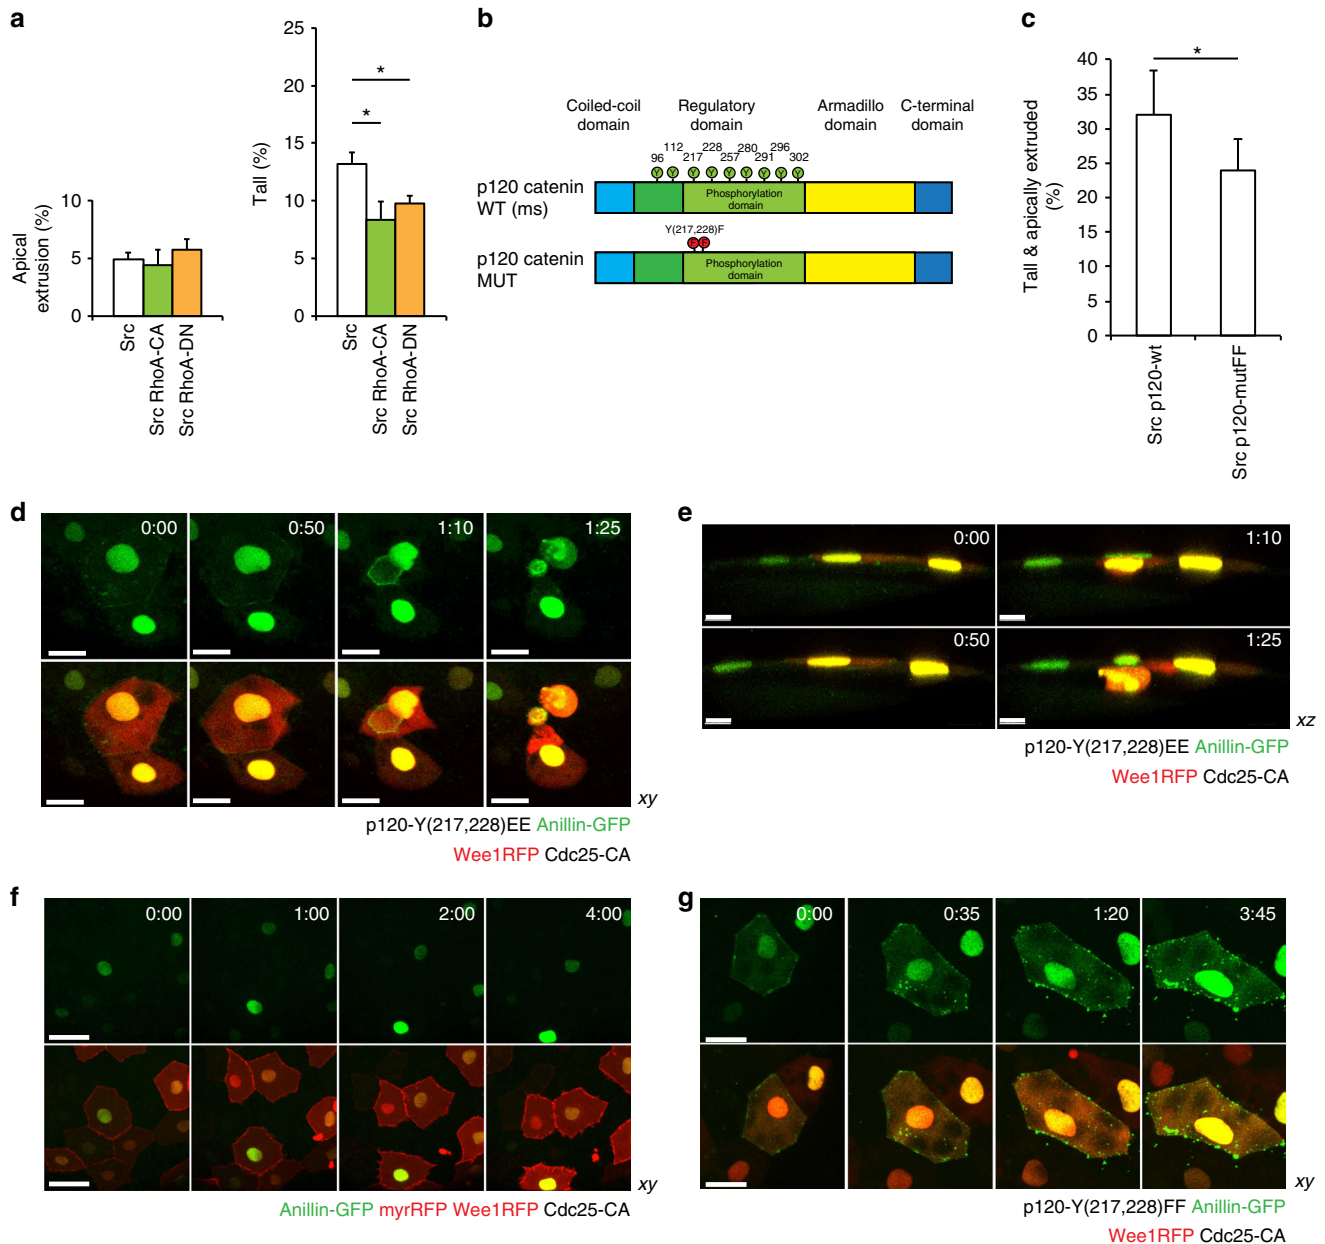 a
Apical
extrusion (%)
10
5
0
Src
Src RhoA-CA
Src RhoA-DN
Tall (%)
25
20
15
10
5
0
*
*
Src
Src RhoA-CA
Src RhoA-DN
b
Coiled-coil
domain
Regulatory
domain
Armadillo
domain
C-terminal
domain
96 112 217 228 257 280 291 296 302
Y Y Y Y Y Y Y Y Y
p120 catenin
WT (ms)
Phosphorylation
domain
Y(217,228)F
F F
p120 catenin
MUT
Phosphorylation
domain
c
Tall & apically extruded
(%)
40
35
30
25
20
15
10
5
0
*
Src p120-wt
Src p120-mutFF
d
0:00 0:50 1:10 1:25
xy
p120-Y(217,228)EE Anillin-GFP
Wee1RFP Cdc25-CA
e
0:00 1:10
0:50 1:25
xz
p120-Y(217,228)EE Anillin-GFP
Wee1RFP Cdc25-CA
f
0:00 1:00 2:00 4:00
xy
Anillin-GFP myrRFP Wee1RFP Cdc25-CA
g
0:00 0:35 1:20 3:45
xy
p120-Y(217,228)FF Anillin-GFP
Wee1RFP Cdc25-CA